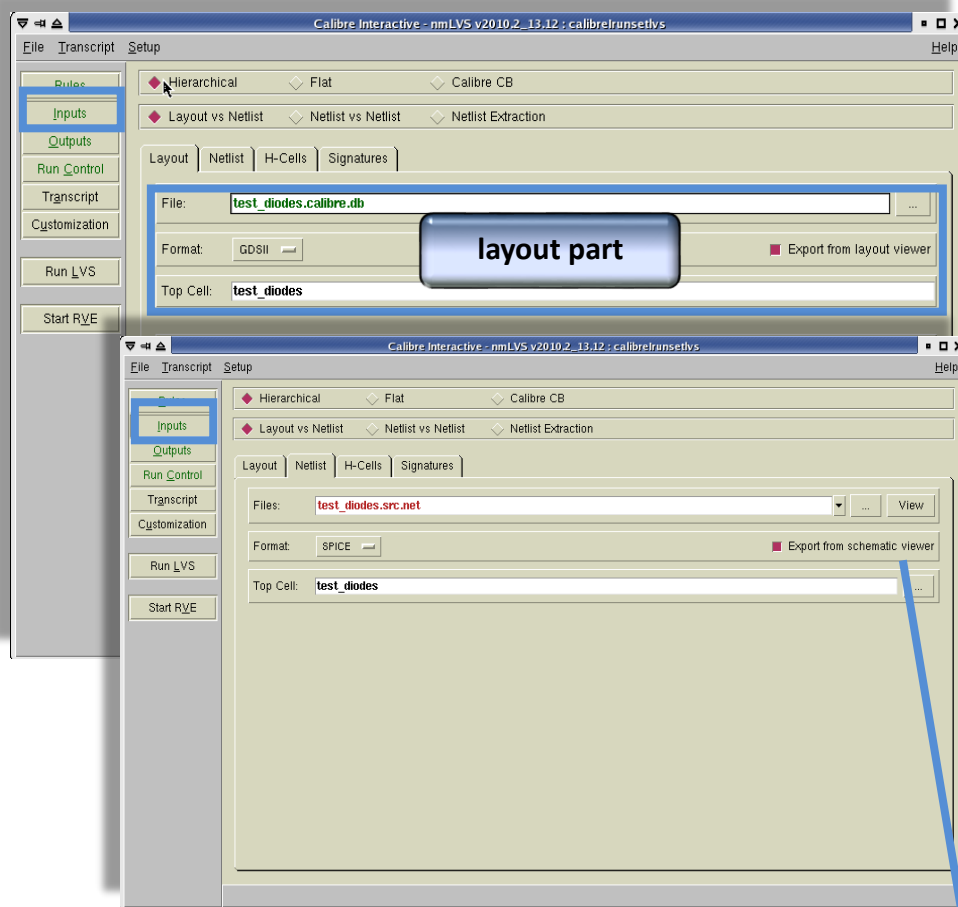 Calibre Interactive - nmLVS v2010.2_13.12 : calibrelrunsetlvs
File Transcript Setup Help
Rules
Inputs
Outputs
Run Control
Transcript
Customization
Run LVS
Start RVE
Hierarchical Flat Calibre CB
Layout vs Netlist Netlist vs Netlist Netlist Extraction
Layout Netlist H-Cells Signatures
File: test_diodes.calibre.db ...
Format: GDSII Export from layout viewer
layout part
Top Cell: test_diodes
Calibre Interactive - nmLVS v2010.2_13.12 : calibrelrunsetlvs
File Transcript Setup Help
Inputs
Outputs
Run Control
Transcript
Customization
Run LVS
Start RVE
Hierarchical Flat Calibre CB
Layout vs Netlist Netlist vs Netlist Netlist Extraction
Layout Netlist H-Cells Signatures
Files: test_diodes.src.net ... View
Format: SPICE Export from schematic viewer
Top Cell: test_diodes ...